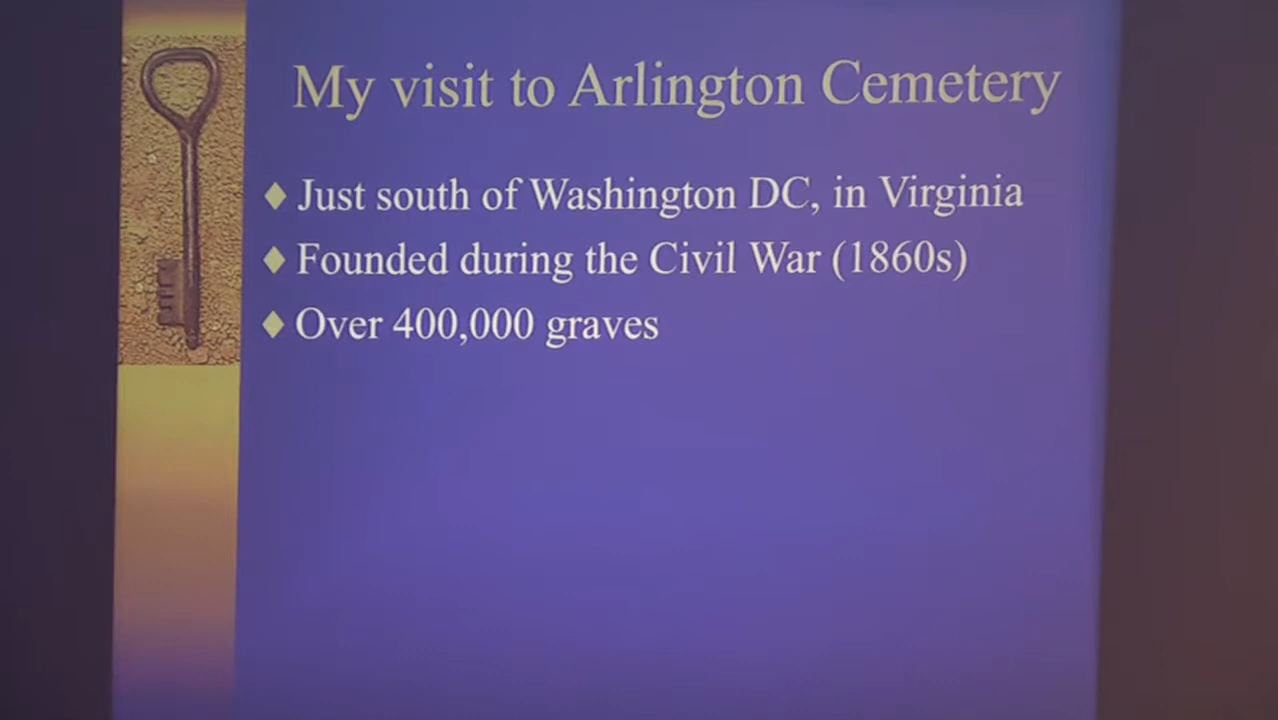 My visit to Arlington Cemetery
Just south of Washington DC, in Virginia
Founded during the Civil War (1860s)
Over 400,000 graves